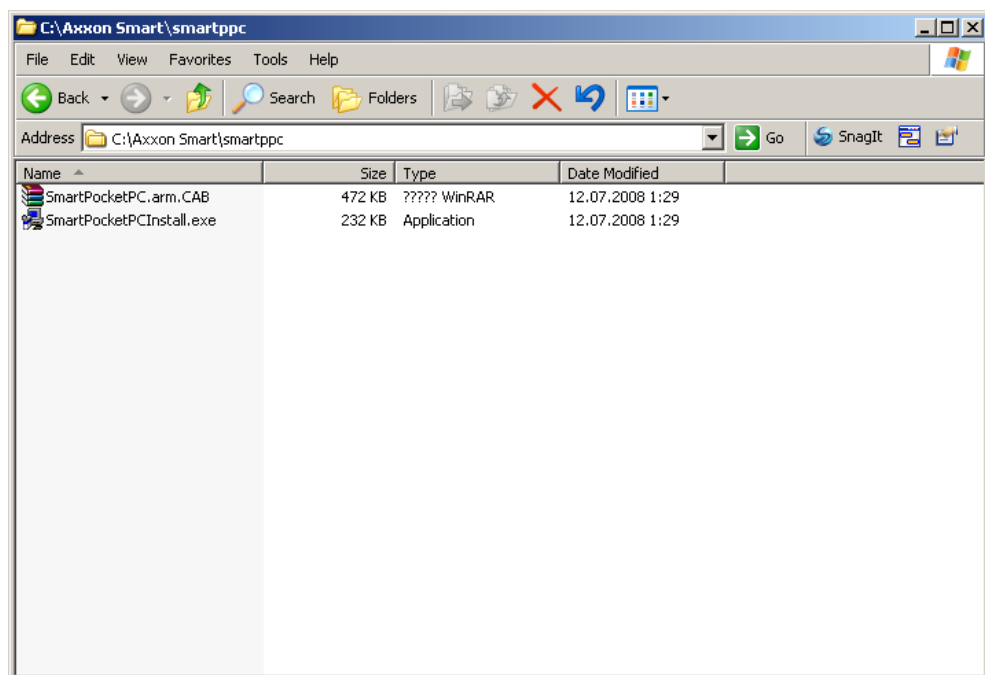 C:\Axxon Smart\smartppc
File Edit View Favorites Tools Help
Back Search Folders
Address C:\Axxon Smart\smartppc Go SnagIt
Name Size Type Date Modified
SmartPocketPC.arm.CAB 472 KB ????? WinRAR 12.07.2008 1:29
SmartPocketPCInstall.exe 232 KB Application 12.07.2008 1:29